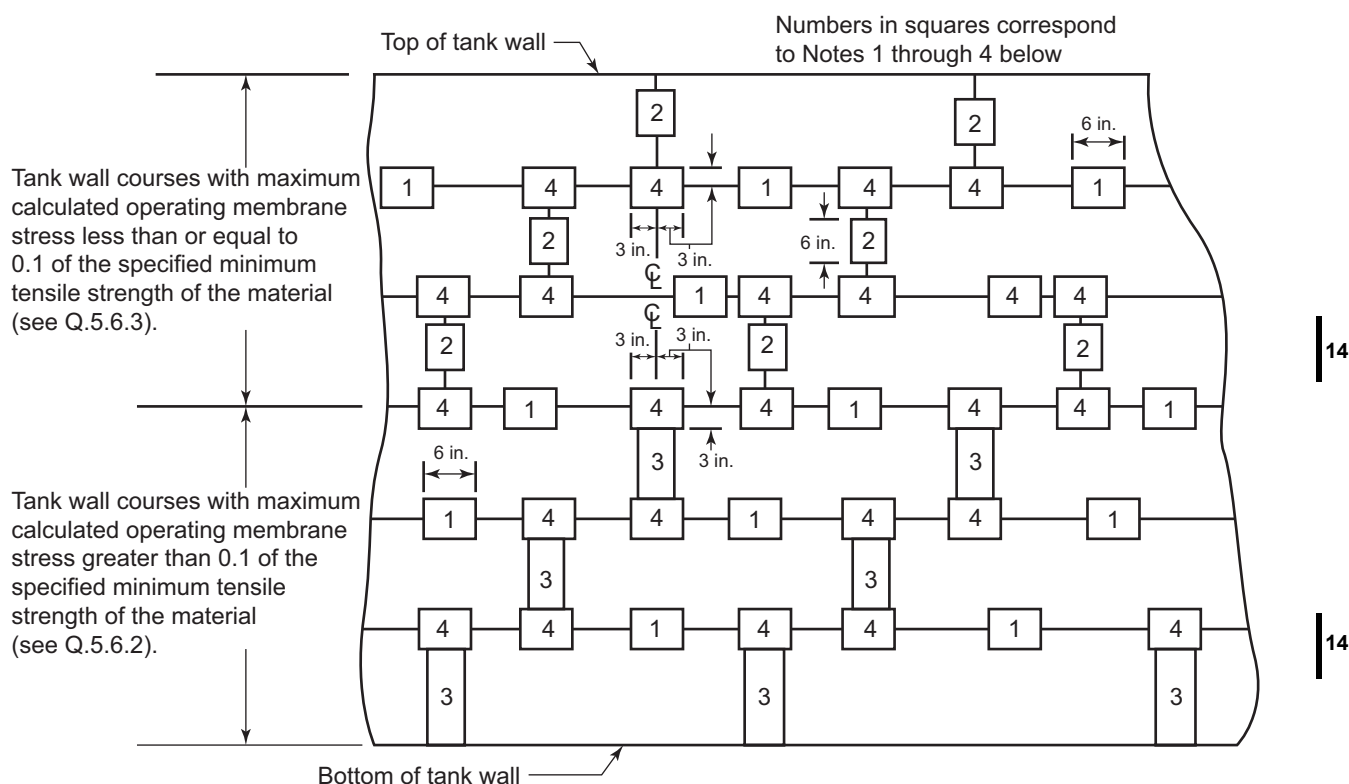 Numbers in squares correspond
to Notes 1 through 4 below
Top of tank wall
2
2
6 in.
Tank wall courses with maximum
calculated operating membrane
stress less than or equal to
0.1 of the specified minimum
tensile strength of the material
(see Q.5.6.3).
1
4
4
1
4
4
1
3 in.
3 in.
2
6 in.
2
℄
4
4
1
4
4
4
4
℄
3 in.
3 in.
2
2
2
14
4
1
4
4
1
4
4
1
3 in.
3
3
6 in.
Tank wall courses with maximum
calculated operating membrane
stress greater than 0.1 of the
specified minimum tensile
strength of the material
(see Q.5.6.2).
1
4
4
1
4
4
1
3
3
4
4
1
4
4
1
4
14
3
3
3
Bottom of tank wall